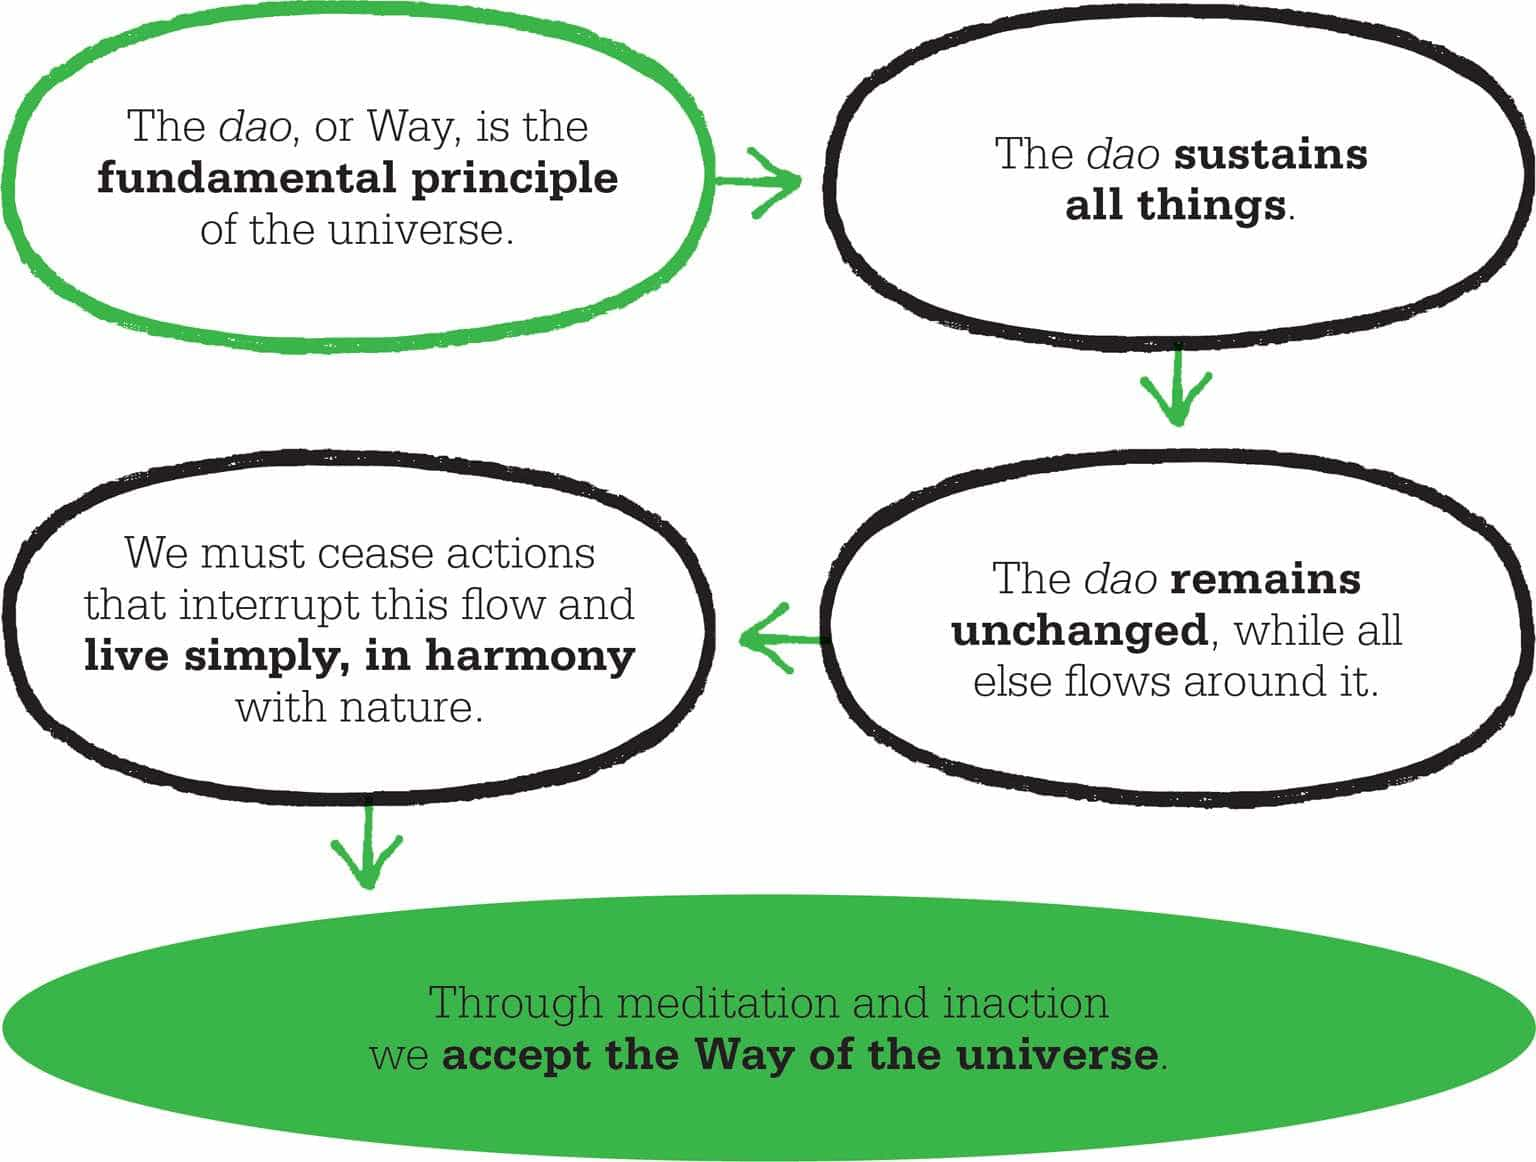 The dao, or Way, is the
fundamental principle
of the universe.
The dao sustains
all things.
The dao remains
unchanged, while all
else flows around it.
We must cease actions
that interrupt this flow and
live simply, in harmony
with nature.
Through meditation and inaction
we accept the Way of the universe.